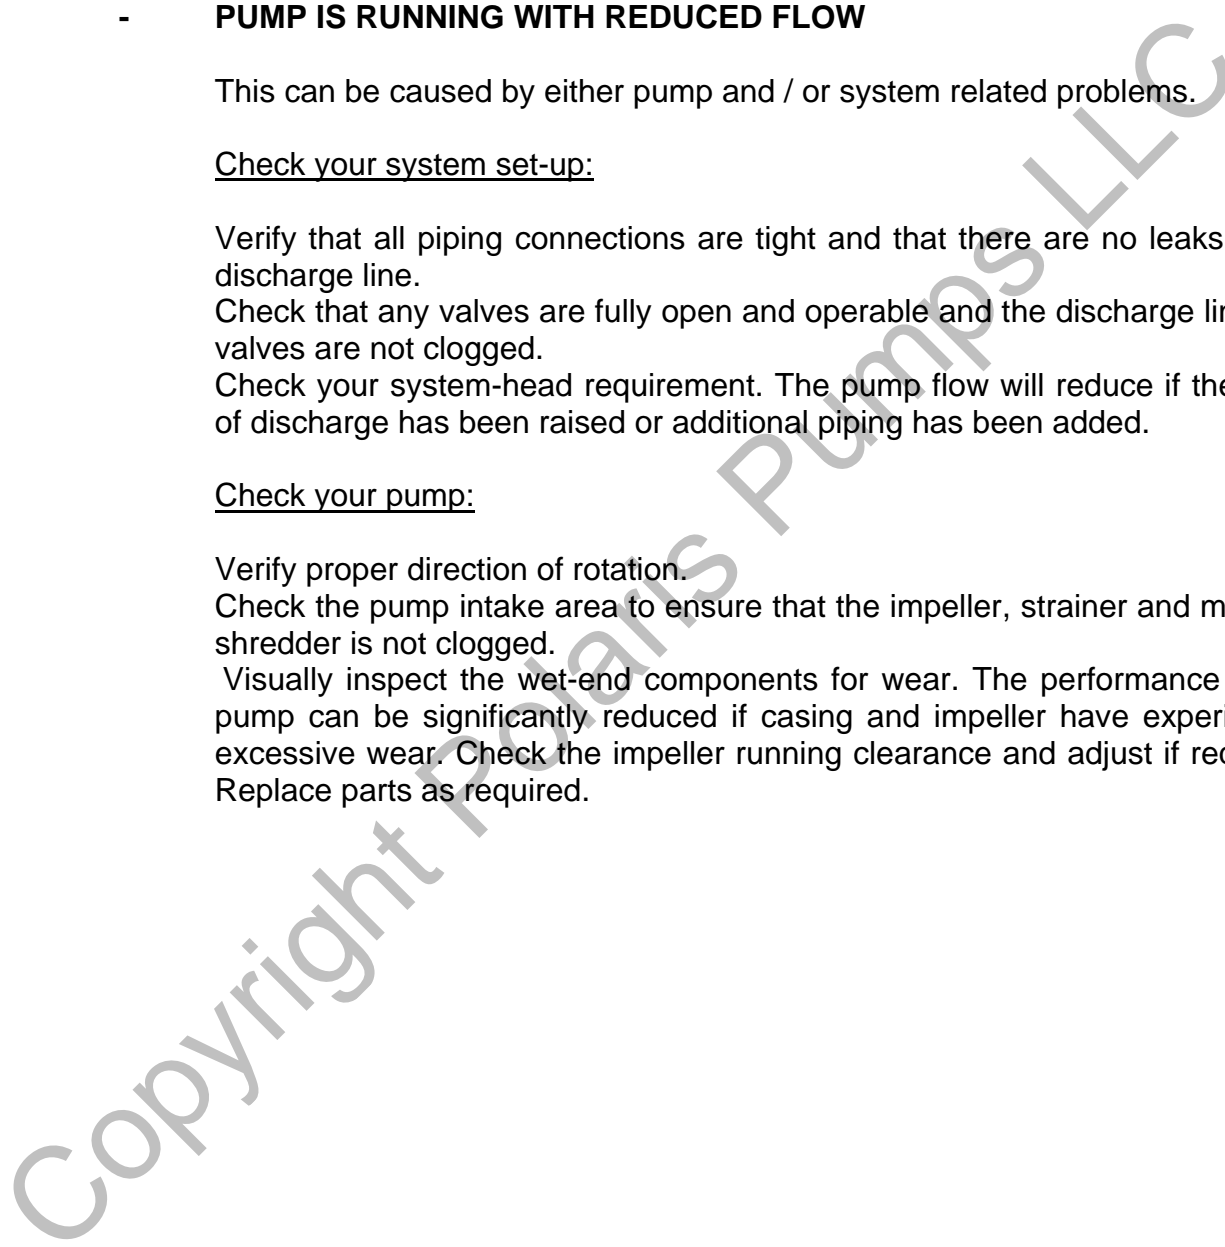 - PUMP IS RUNNING WITH REDUCED FLOW
This can be caused by either pump and / or system related problems.
Check your system set-up:
Verify that all piping connections are tight and that there are no leaks
discharge line.
Check that any valves are fully open and operable and the discharge
valves are not clogged.
Check your system-head requirement. The pump flow will reduce if
of discharge has been raised or additional piping has been added.
Check your pump:
Verify proper direction of rotation.
Check the pump intake area to ensure that the impeller, strainer and
shredder is not clogged.
Visually inspect the wet-end components for wear. The performance
pump can be significantly reduced if casing and impeller have
excessive wear. Check the impeller running clearance and adjust if
Replace parts as required.
Copyright Polaris Pumps LLC